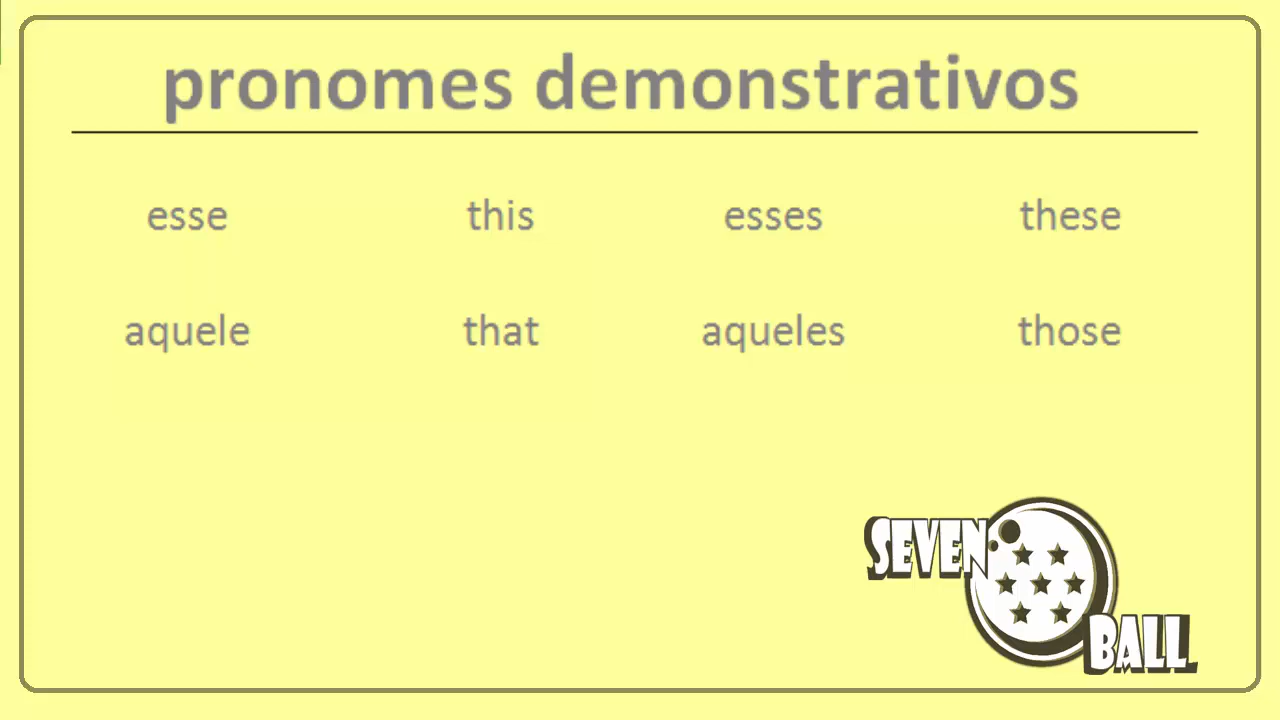 pronomes demonstrativos
esse this esses these
aquele that aqueles those
SEVEN
BALL